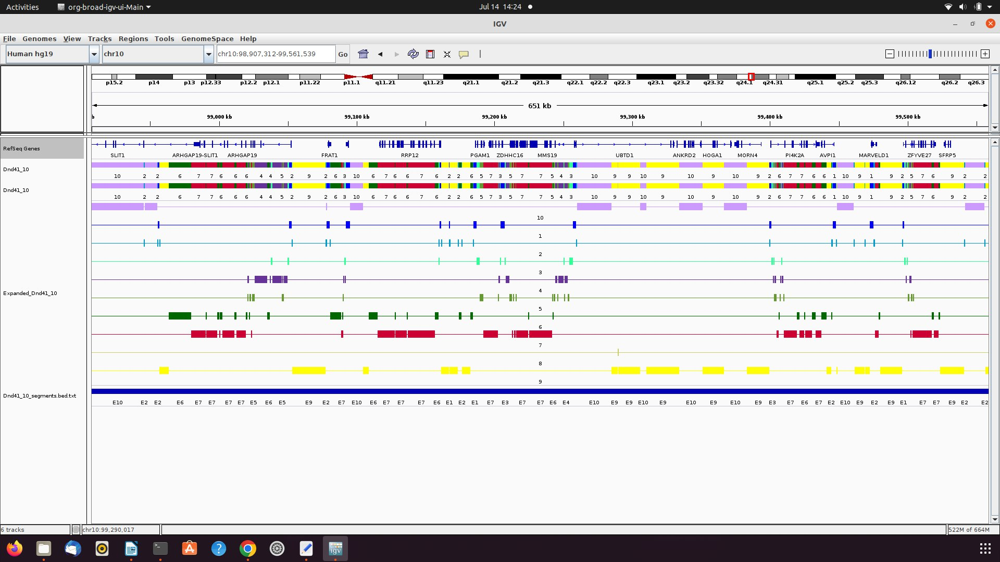 Activities org-broad-igv-ui-Main Jul 14 14:24
IGV
File Genomes View Tracks Regions Tools GenomeSpace Help
Human hg19 chr10 chr10:98,907,312-99,561,539 Go
p15.2 p14 p13 p12.33 p12.2 p12.1 p11.22 p11.1 q11.21 q11.23 q21.1 q21.2 q21.3 q22.1 q22.2 q22.3 q23.1 q23.2 q23.32 q24.1 q24.31 q25.1 q25.2 q25.3 q26.12 q26.2 q26.3
651 kb
b 99,000 kb 99,100 kb 99,200 kb 99,300 kb 99,400 kb 99,500 kb
RefSeq Genes
SLIT1 ARHGAP19-SLIT1 ARHGAP19 FRAT1 RRP12 PGAM1 ZDHHC16 MMS19 UBTD1 ANKRD2 HOGA1 MORN4 PI4K2A AVPI1 MARVELD1 ZFYVE27 SFRP5
Dnd41_10
10 2 2 6 7 7 6 6 6 4 4 5 2 9 2 6 3 10 6 7 6 7 7 6 2 2 6 5 7 3 5 7 7 5 4 3 10 9 9 10 9 10 9 10 9 2 6 7 7 6 6 1 10 9 1 9 2 5 7 6 9 2 2
Dnd41_10
10 2 2 6 7 7 6 6 6 4 4 5 2 9 2 6 3 10 6 7 6 7 7 6 2 2 6 5 7 3 5 7 7 5 4 3 10 9 9 10 9 10 9 10 9 2 6 7 7 6 6 1 10 9 1 9 2 5 7 6 9 2 2
10
1
2
3
4
Expanded_Dnd41_10
5
6
7
8
9
Dnd41_10_segments.bed.txt
E10 E2 E2 E6 E7 E7 E7 E7 E5 E6 E5 E9 E2 E7 E10 E6 E7 E6 E7 E6 E1 E2 E1 E7 E3 E7 E7 E6 E4 E10 E9 E9 E10 E9 E10 E9 E10 E9 E3 E7 E6 E7 E2 E10 E9 E2 E9 E1 E7 E7 E9 E2 E2
6 tracks chr10:99,290,017 522M of 664M
igv